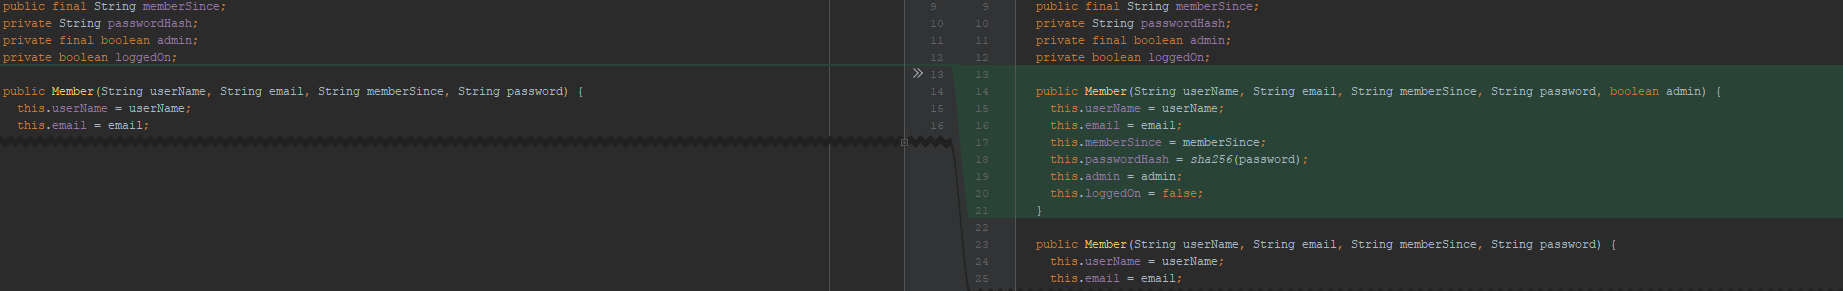 public final String memberSince;
private String passwordHash;
private final boolean admin;
private boolean loggedOn;
public Member(String userName, String email, String memberSince, String password) {
this.userName = userName;
this.email = email;
9 9 public final String memberSince;
10 10 private String passwordHash;
11 11 private final boolean admin;
12 12 private boolean loggedOn;
13 13
14 14 public Member(String userName, String email, String memberSince, String password, boolean admin) {
15 15 this.userName = userName;
16 16 this.email = email;
17 this.memberSince = memberSince;
18 this.passwordHash = sha256(password);
19 this.admin = admin;
20 this.loggedOn = false;
21 }
22
23 public Member(String userName, String email, String memberSince, String password) {
24 this.userName = userName;
25 this.email = email;